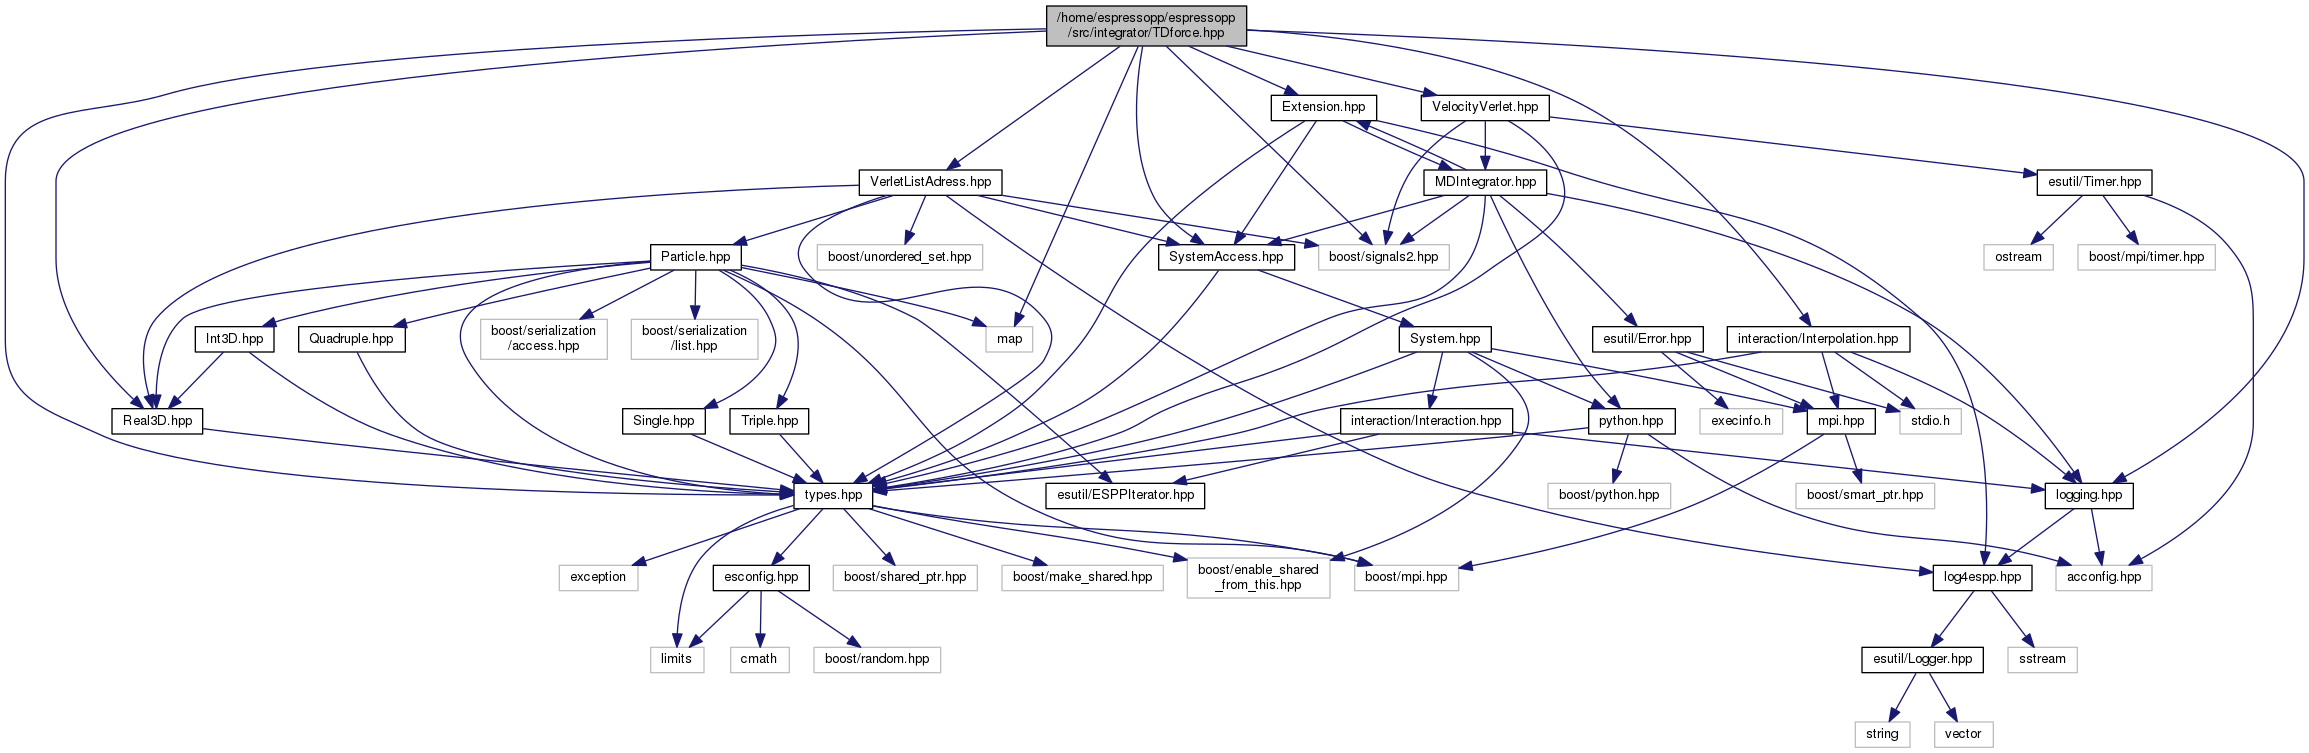 /home/espressopp/espressopp
/src/integrator/TDforce.hpp
Extension.hpp
VelocityVerlet.hpp
VerletListAdress.hpp
MDIntegrator.hpp
esutil/Timer.hpp
Particle.hpp
boost/unordered_set.hpp
SystemAccess.hpp
boost/signals2.hpp
ostream
boost/mpi/timer.hpp
Int3D.hpp
Quadruple.hpp
boost/serialization
/access.hpp
boost/serialization
/list.hpp
map
System.hpp
esutil/Error.hpp
interaction/Interpolation.hpp
Real3D.hpp
Single.hpp
Triple.hpp
interaction/Interaction.hpp
python.hpp
execinfo.h
mpi.hpp
stdio.h
types.hpp
esutil/ESPPIterator.hpp
boost/python.hpp
boost/smart_ptr.hpp
logging.hpp
exception
esconfig.hpp
boost/shared_ptr.hpp
boost/make_shared.hpp
boost/enable_shared
_from_this.hpp
boost/mpi.hpp
log4espp.hpp
acconfig.hpp
limits
cmath
boost/random.hpp
esutil/Logger.hpp
sstream
string
vector